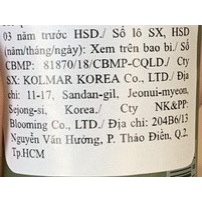 03 năm trước HSD./ Số lô SX, HSD
(năm/tháng/ngày): Xem trên bao bì./ Số
CBMP: 81870/18/CBMP-CQLD./ Cty
SX: KOLMAR KOREA Co., LTD./ Địa
chỉ: 11-17, Sandan-gil, Jeonui-myeon,
Sejong-si, Korea./ Cty NK&PP:
Blooming Co., LTD./ Địa chỉ: 204B6/13
Nguyễn Văn Hưởng, P. Thảo Điền, Q.2,
Tp.HCM